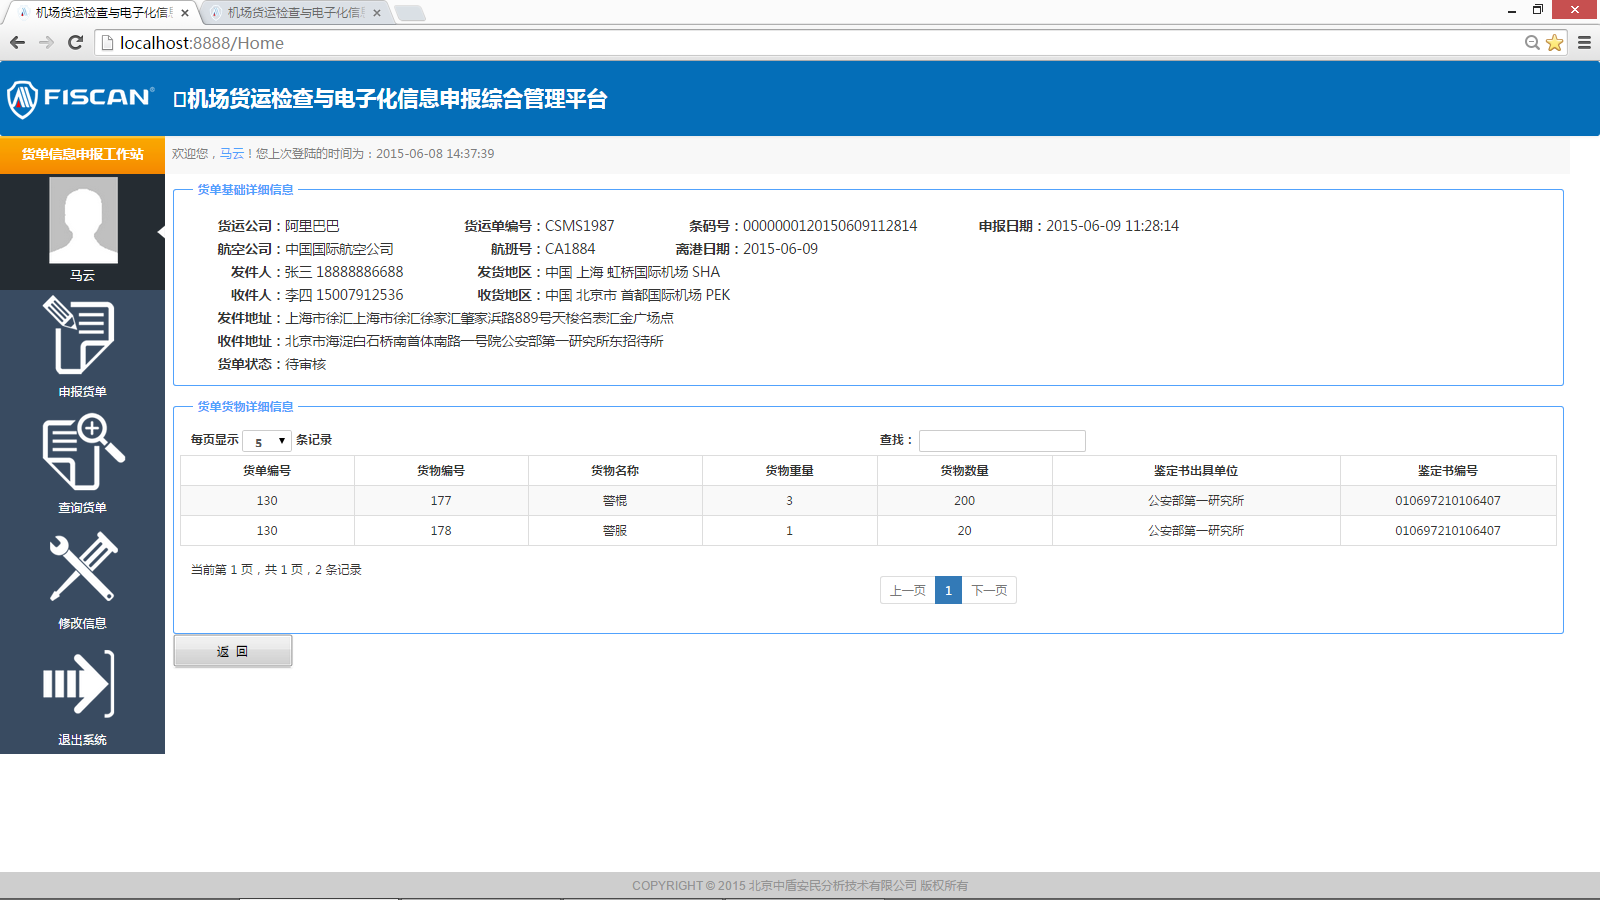 机场货运检查与电子化信息
机场货运检查与电子化信息
localhost:8888/Home
FISCAN®
机场货运检查与电子化信息申报综合管理平台
货单信息申报工作站
欢迎您，马云！您上次登陆的时间为：2015-06-08 14:37:39
马云
申报货单
查询货单
修改信息
退出系统
货单基础详细信息
货运公司：阿里巴巴 货运单编号：CSMS1987 条码号：0000000120150609112814 申报日期：2015-06-09 11:28:14
航空公司：中国国际航空公司 航班号：CA1884 离港日期：2015-06-09
发件人：张三 18888886688 发货地区：中国 上海 虹桥国际机场 SHA
收件人：李四 15007912536 收货地区：中国 北京市 首都国际机场 PEK
发件地址：上海市徐汇上海市徐汇徐家汇肇家浜路889号天梭名表汇金广场点
收件地址：北京市海淀白石桥南首体南路一号院公安部第一研究所东招待所
货单状态：待审核
货单货物详细信息
每页显示 5 条记录 查找：
货单编号 货物编号 货物名称 货物重量 货物数量 鉴定书出具单位 鉴定书编号
130 177 警棍 3 200 公安部第一研究所 010697210106407
130 178 警服 1 20 公安部第一研究所 010697210106407
当前第 1 页，共 1 页，2 条记录
上一页 1 下一页
返 回
COPYRIGHT © 2015 北京中盾安民分析技术有限公司 版权所有